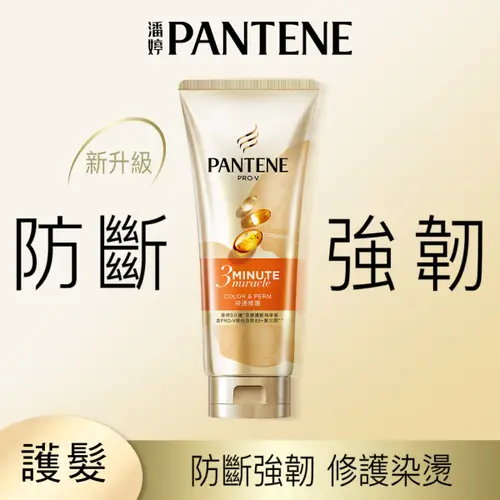 潘婷 PANTENE
新升級
防斷 強韌
PANTENE
PRO-V
3 MINUTE
miracle
COLOR & PERM
染燙修護
護髮
防斷強韌 修護染燙